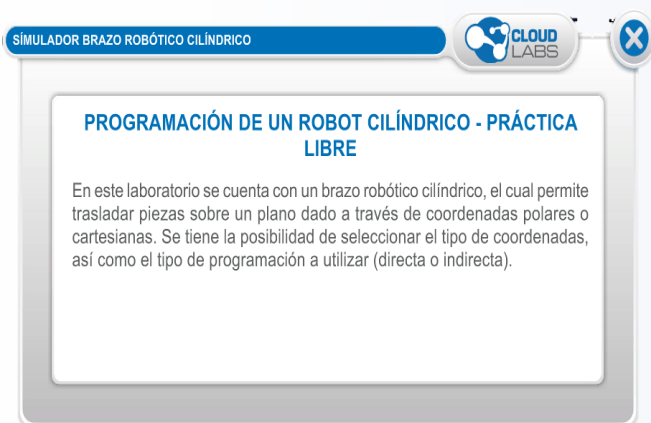 SÍMULADOR BRAZO ROBÓTICO CILÍNDRICO
CLOUD
LABS
PROGRAMACIÓN DE UN ROBOT CILÍNDRICO - PRÁCTICA
LIBRE
En este laboratorio se cuenta con un brazo robótico cilíndrico, el cual permite
trasladar piezas sobre un plano dado a través de coordenadas polares o
cartesianas. Se tiene la posibilidad de seleccionar el tipo de coordenadas,
así como el tipo de programación a utilizar (directa o indirecta).